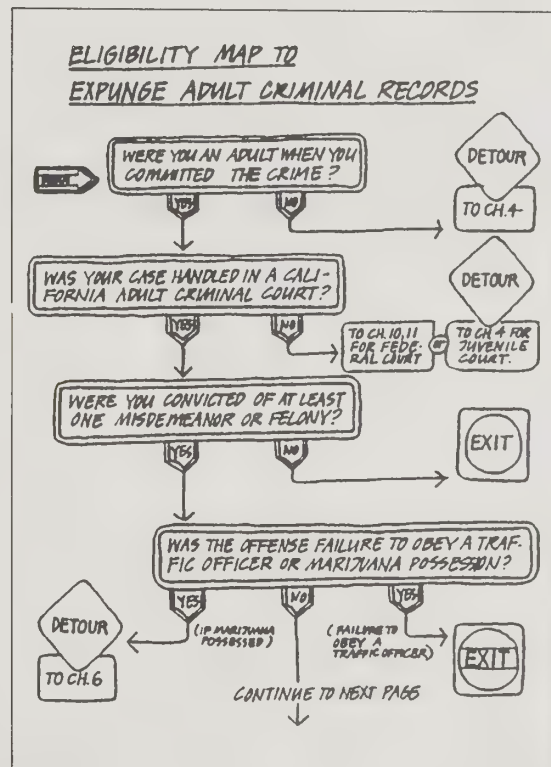 ELIGIBILITY MAP TO
EXPUNGE ADULT CRIMINAL RECORDS
WERE YOU AN ADULT WHEN YOU
COMMITTED THE CRIME?
YES
NO
DETOUR
TO CH.4
WAS YOUR CASE HANDLED IN A CALI-
FORNIA ADULT CRIMINAL COURT?
YES
NO
TO CH.10,11
FOR FEDE-
RAL COURT
or
DETOUR
TO CH 4 FOR
JUVENILE
COURT.
WERE YOU CONVICTED OF AT LEAST
ONE MISDEMEANOR OR FELONY?
YES
NO
EXIT
WAS THE OFFENSE FAILURE TO OBEY A TRAF-
FIC OFFICER OR MARIJUANA POSSESSION?
YES
(IF MARIJUANA
POSSESSED)
NO
YES
(FAILURE TO
OBEY A
TRAFFIC OFFICER)
DETOUR
TO CH.6
EXIT
CONTINUE TO NEXT PAGE